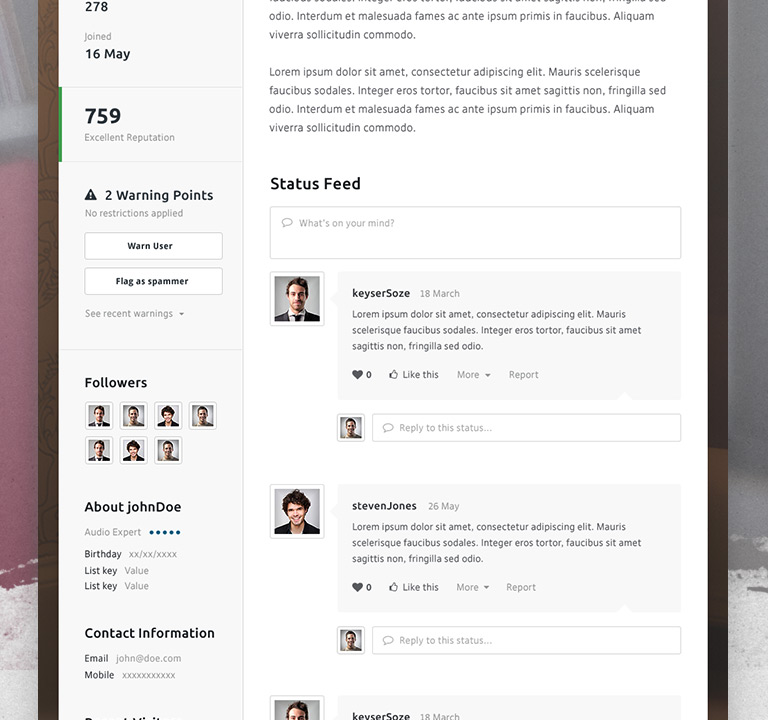 278
Joined
16 May
759
Excellent Reputation
2 Warning Points
No restrictions applied
Warn User
Flag as spammer
See recent warnings
Followers
About johnDoe
Audio Expert
Birthday xx/xx/xxxx
List key Value
List key Value
Contact Information
Email john@doe.com
Mobile xxxxxxxxxxx
faucibus sodales. Integer eros tortor, faucibus sit amet sagittis non, fringilla sed
odio. Interdum et malesuada fames ac ante ipsum primis in faucibus. Aliquam
viverra sollicitudin commodo.
Lorem ipsum dolor sit amet, consectetur adipiscing elit. Mauris scelerisque
faucibus sodales. Integer eros tortor, faucibus sit amet sagittis non, fringilla sed
odio. Interdum et malesuada fames ac ante ipsum primis in faucibus. Aliquam
viverra sollicitudin commodo.
Status Feed
What's on your mind?
keyserSoze 18 March
Lorem ipsum dolor sit amet, consectetur adipiscing elit. Mauris
scelerisque faucibus sodales. Integer eros tortor, faucibus sit amet
sagittis non, fringilla sed odio.
0 Like this More Report
Reply to this status...
stevenJones 26 May
Lorem ipsum dolor sit amet, consectetur adipiscing elit. Mauris
scelerisque faucibus sodales. Integer eros tortor, faucibus sit amet
sagittis non, fringilla sed odio.
0 Like this More Report
Reply to this status...
keyserSoze 18 March